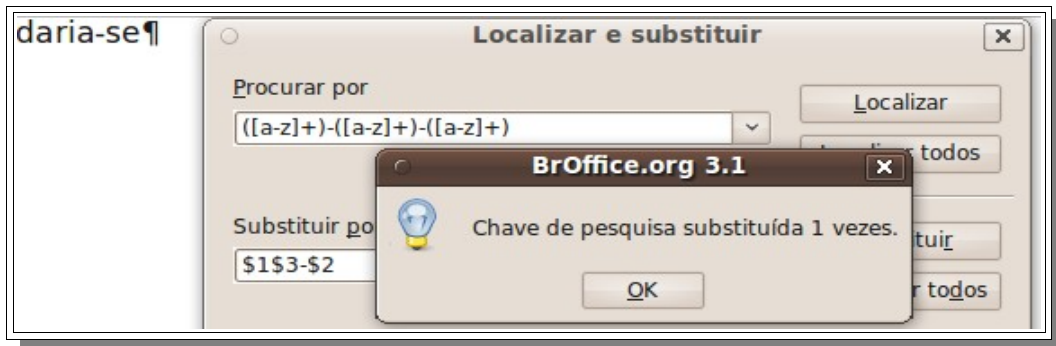 daria-se¶
Localizar e substituir
Procurar por
Localizar
([a-z]+)-([a-z]+)-([a-z]+)
todos
BrOffice.org 3.1
Chave de pesquisa substituída 1 vezes.
Substituir po
tuir
$1$3-$2
OK
r todos